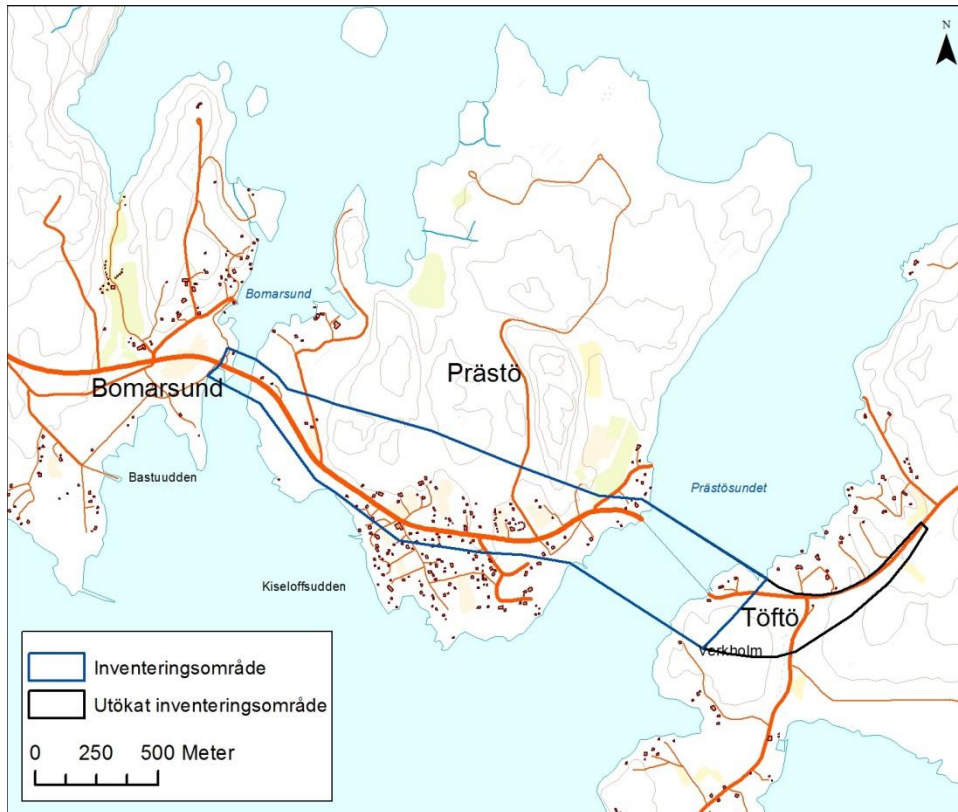 N
Bomarsund
Prästö
Bomarsund
Bastuudden
Prästösundet
Kiseloffsudden
Töftö
Verkholm
Inventeringsområde
Utökat inventeringsområde
0 250 500 Meter